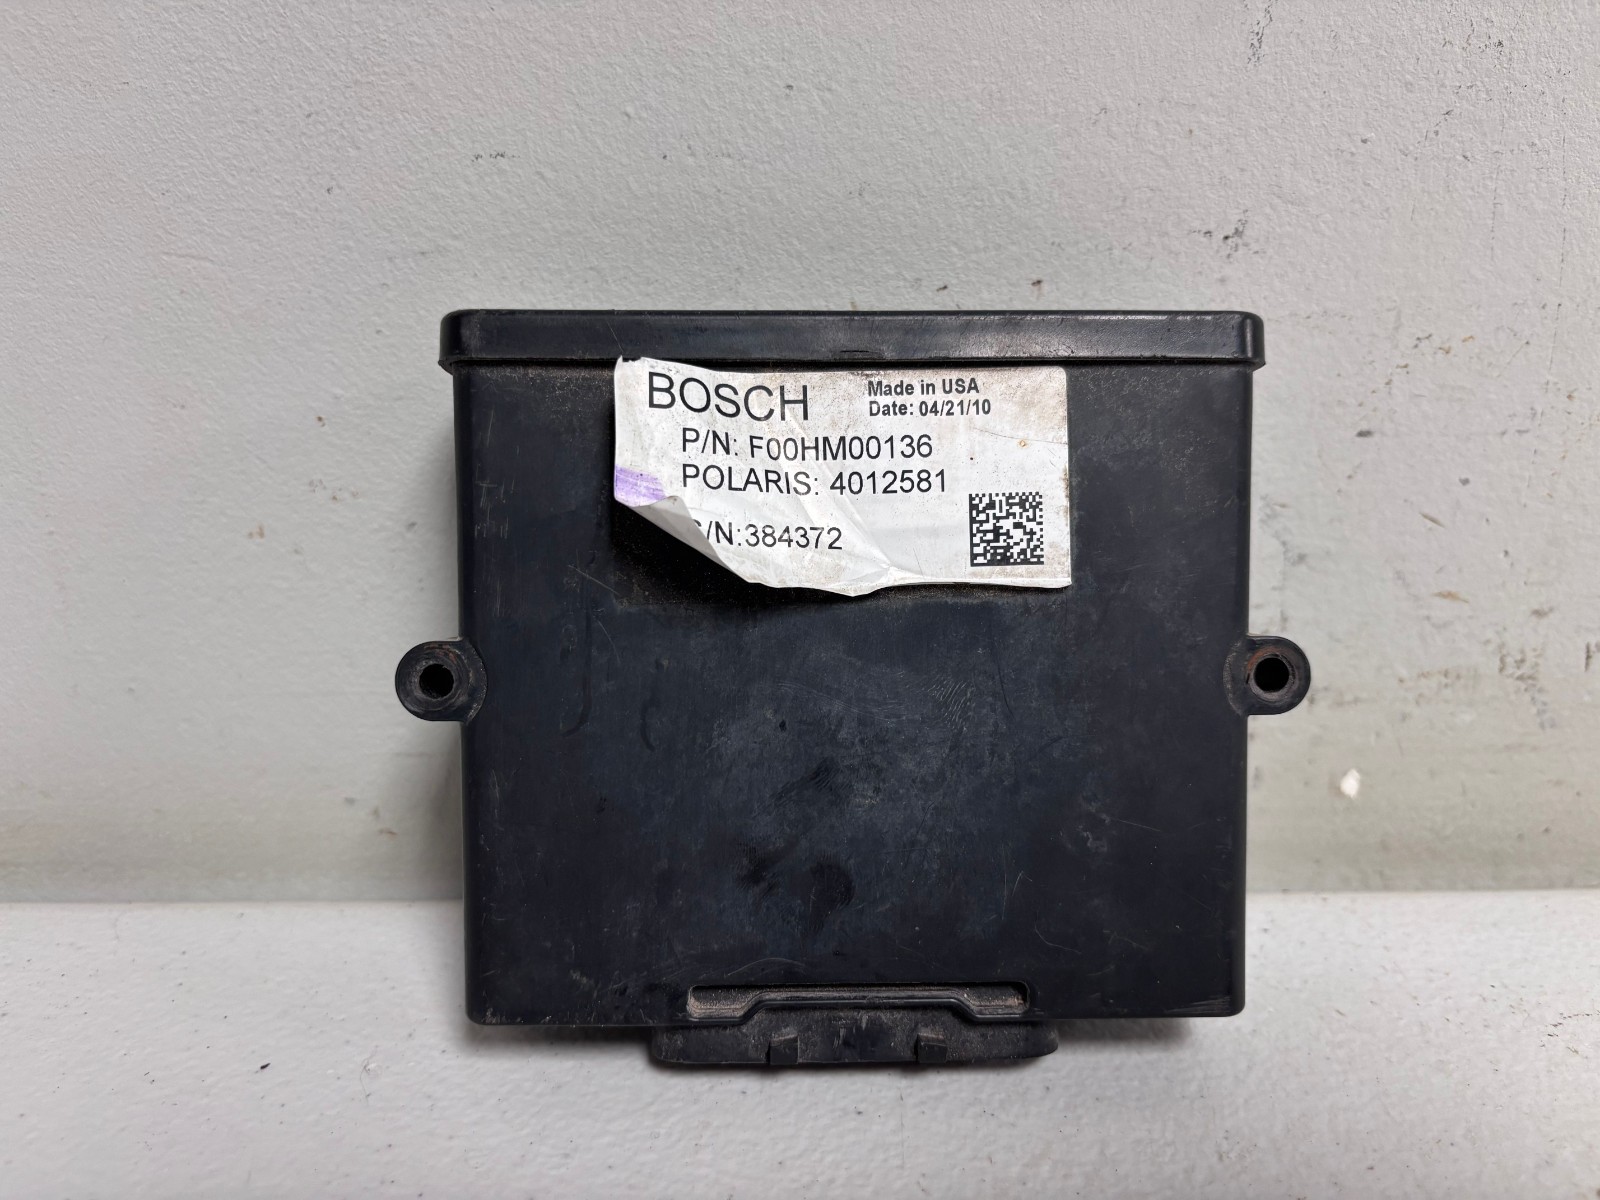 BOSCH
Made in USA
Date: 04/21/10
P/N: F00HM00136
POLARIS: 4012581
/N:384372